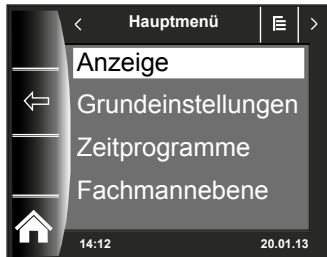 Hauptmenü
Anzeige
Grundeinstellungen
Zeitprogramme
Fachmannebene
14:12 20.01.13